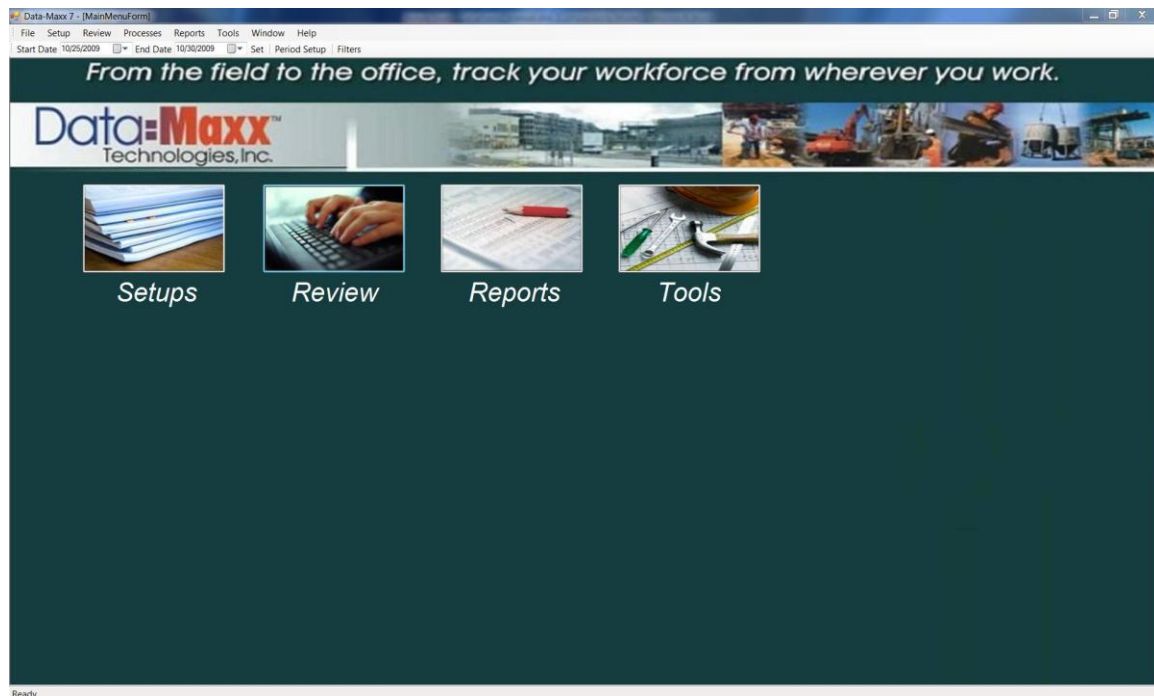 Data-Maxx 7 - [MainMenuForm]
File Setup Review Processes Reports Tools Window Help
Start Date 10/25/2009 End Date 10/30/2009 Set Period Setup Filters
From the field to the office, track your workforce from wherever you work.
Data-Maxx™
Technologies, Inc.
Setups Review Reports Tools
Ready